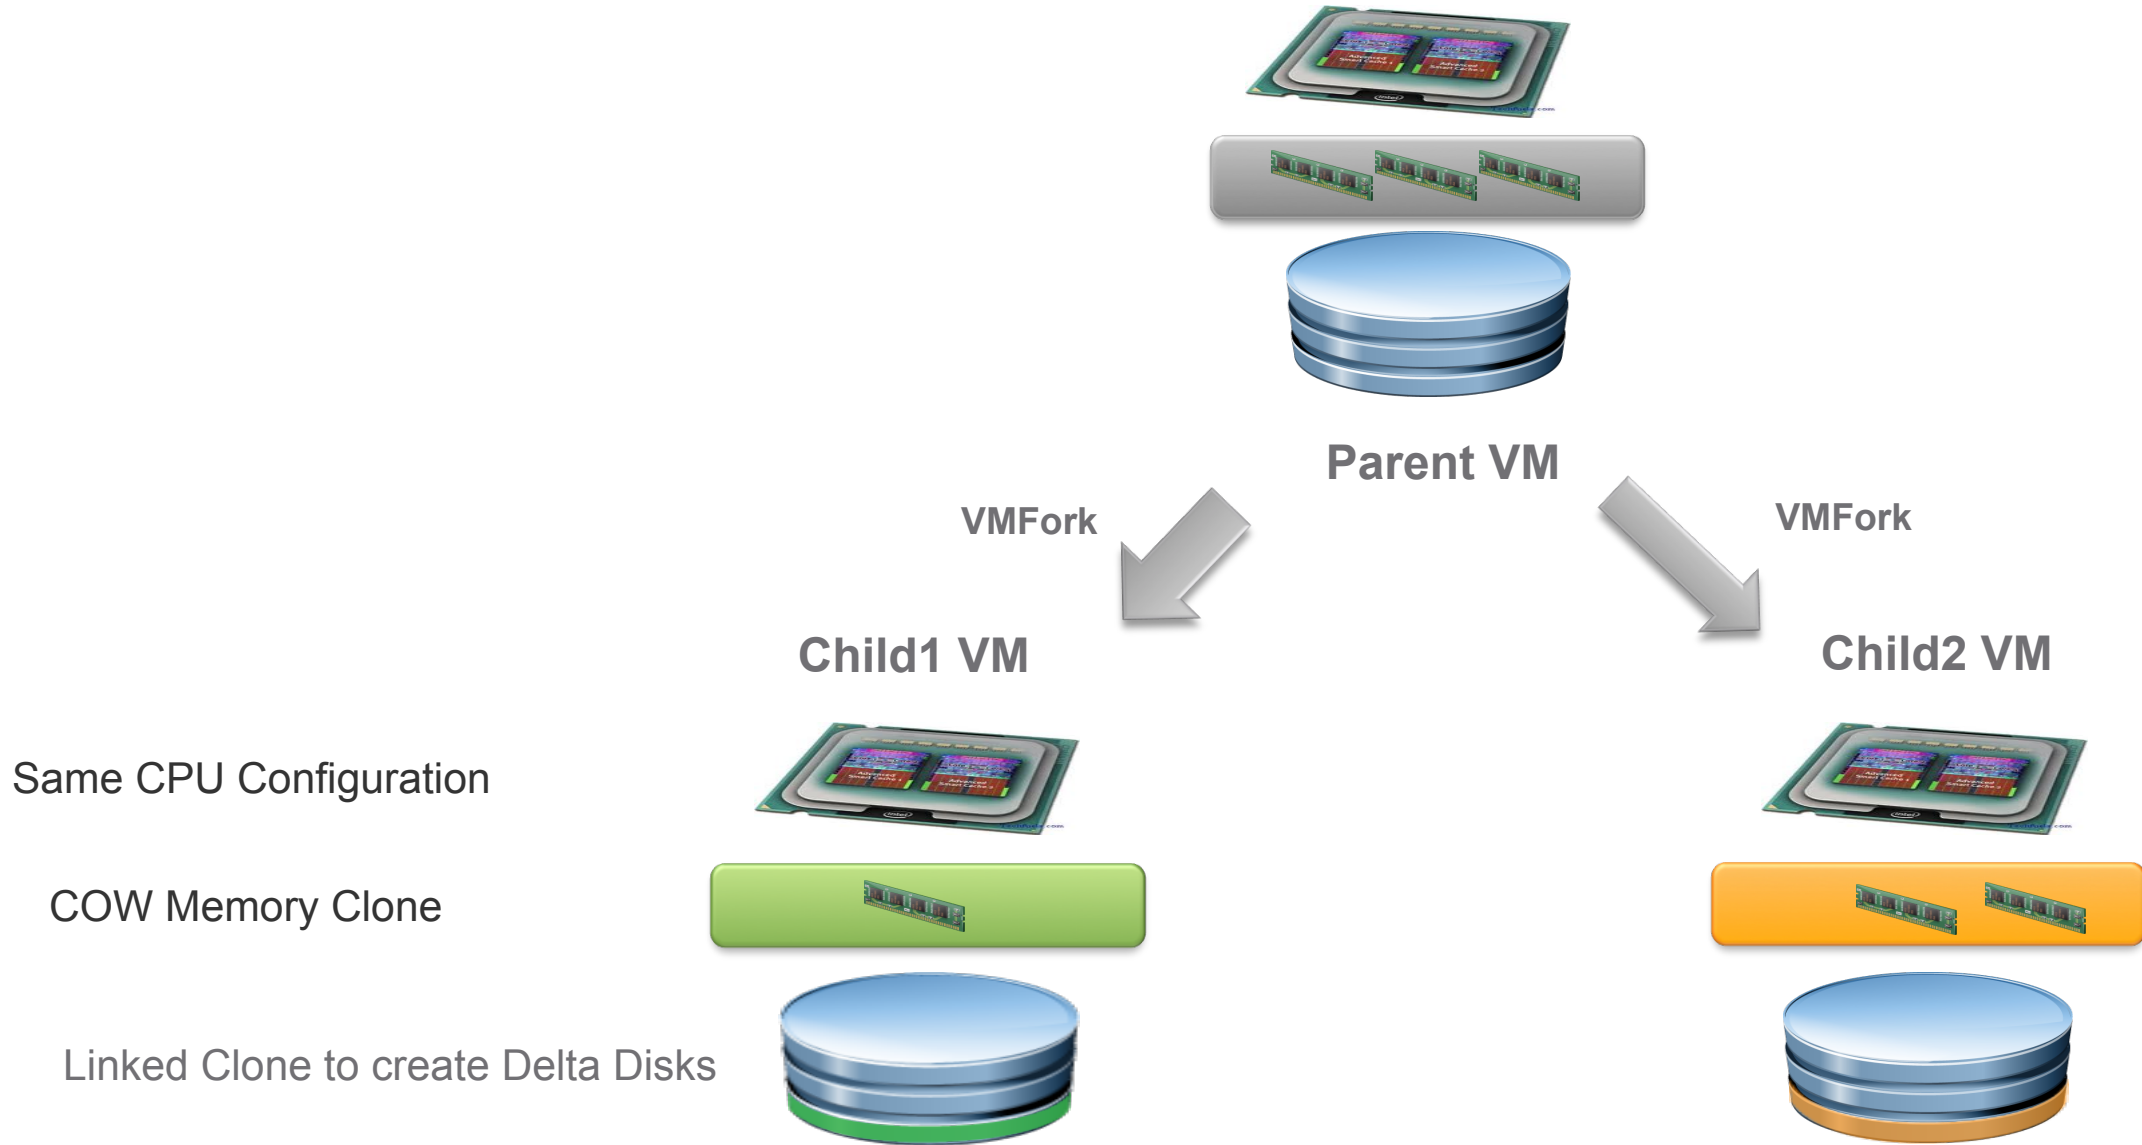 Parent VM
VMFork
VMFork
Child1 VM
Child2 VM
Same CPU Configuration
COW Memory Clone
Linked Clone to create Delta Disks